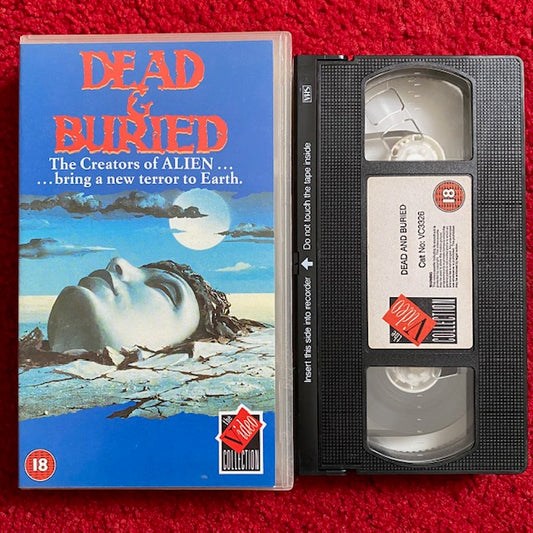 DEAD
&
BURIED
The Creators of ALIEN ...
... bring a new terror to Earth.
18
the
Video
COLLECTION
VHS
Do not touch the tape inside
Insert this side into recorder
18
DEAD AND BURIED
Cat No: VC3326
the
Video
COLLECTION